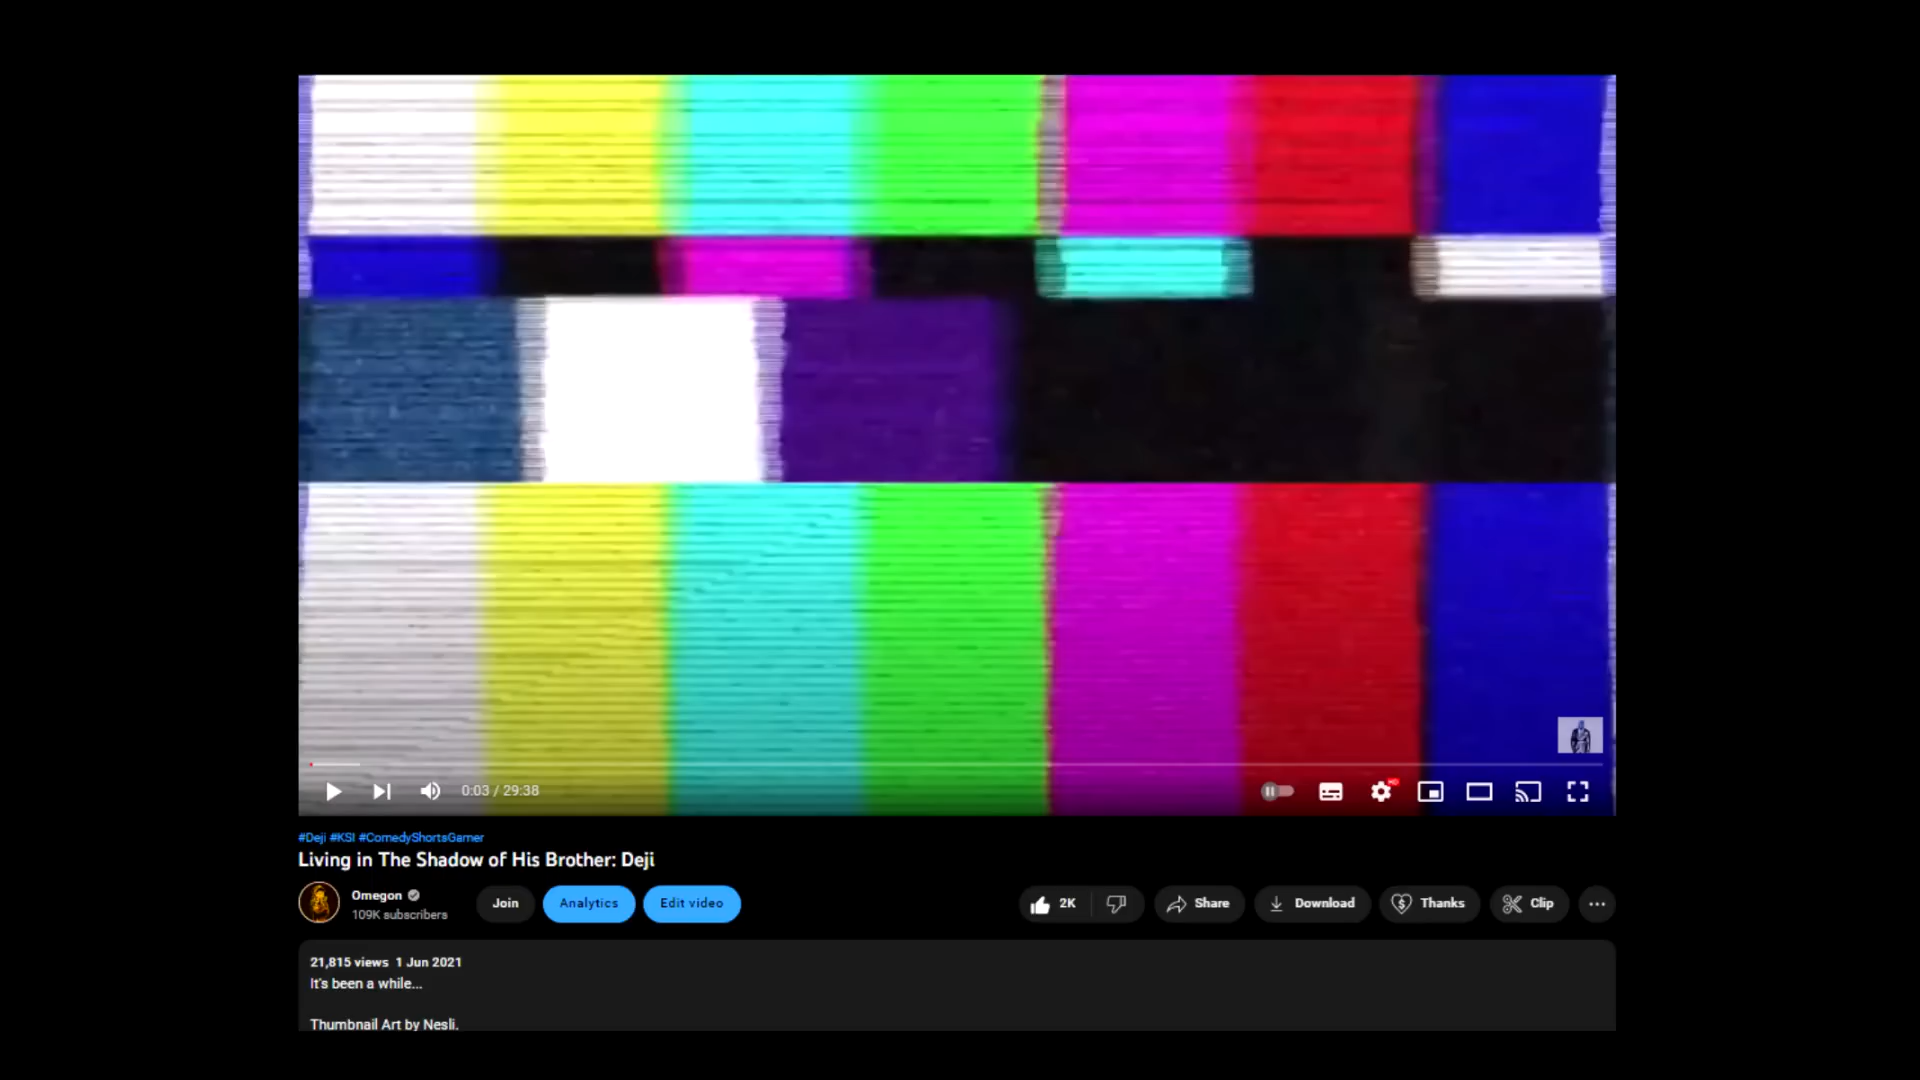 HD
0:03 / 29:38
#Deji #KSI #ComedyShortsGamer
Living in The Shadow of His Brother: Deji
Omegon
109K subscribers
Join
Analytics
Edit video
2K
Share
Download
Thanks
Clip
21,815 views 1 Jun 2021
It's been a while...
Thumbnail Art by Nesli.